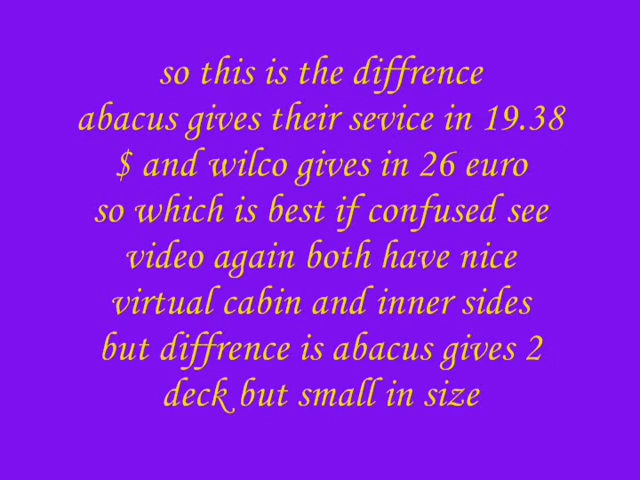 so this is the diffrence
abacus gives their sevice in 19.38
$ and wilco gives in 26 euro
so which is best if confused see
video again both have nice
virtual cabin and inner sides
but diffrence is abacus gives 2
deck but small in size